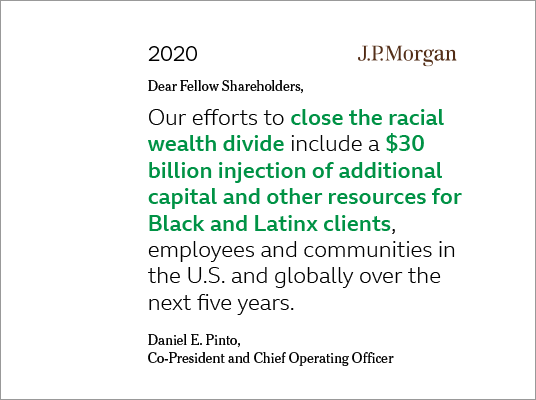 2020
J.P.Morgan
Dear Fellow Shareholders,
Our efforts to close the racial
wealth divide include a $30
billion injection of additional
capital and other resources for
Black and Latinx clients,
employees and communities in
the U.S. and globally over the
next five years.
Daniel E. Pinto,
Co-President and Chief Operating Officer